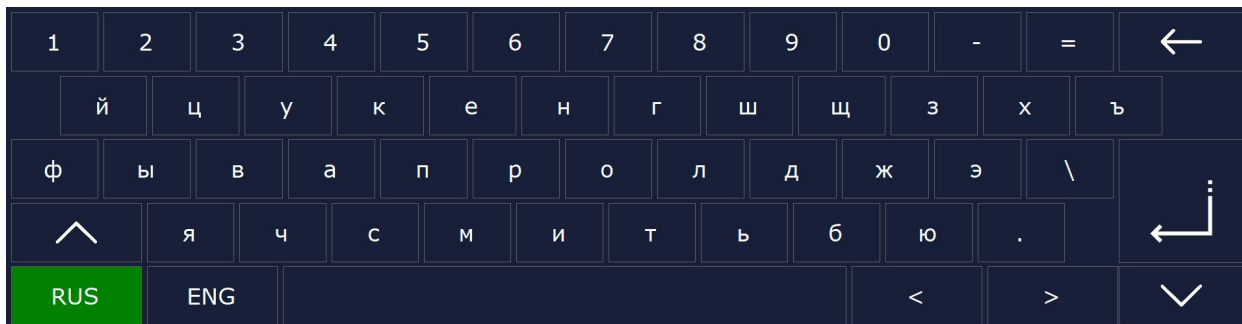 1 2 3 4 5 6 7 8 9 0 - =
й ц у к е н г ш щ з х ъ
ф ы в а п р о л д ж э \
я ч с м и т ь б ю .
RUS ENG < >